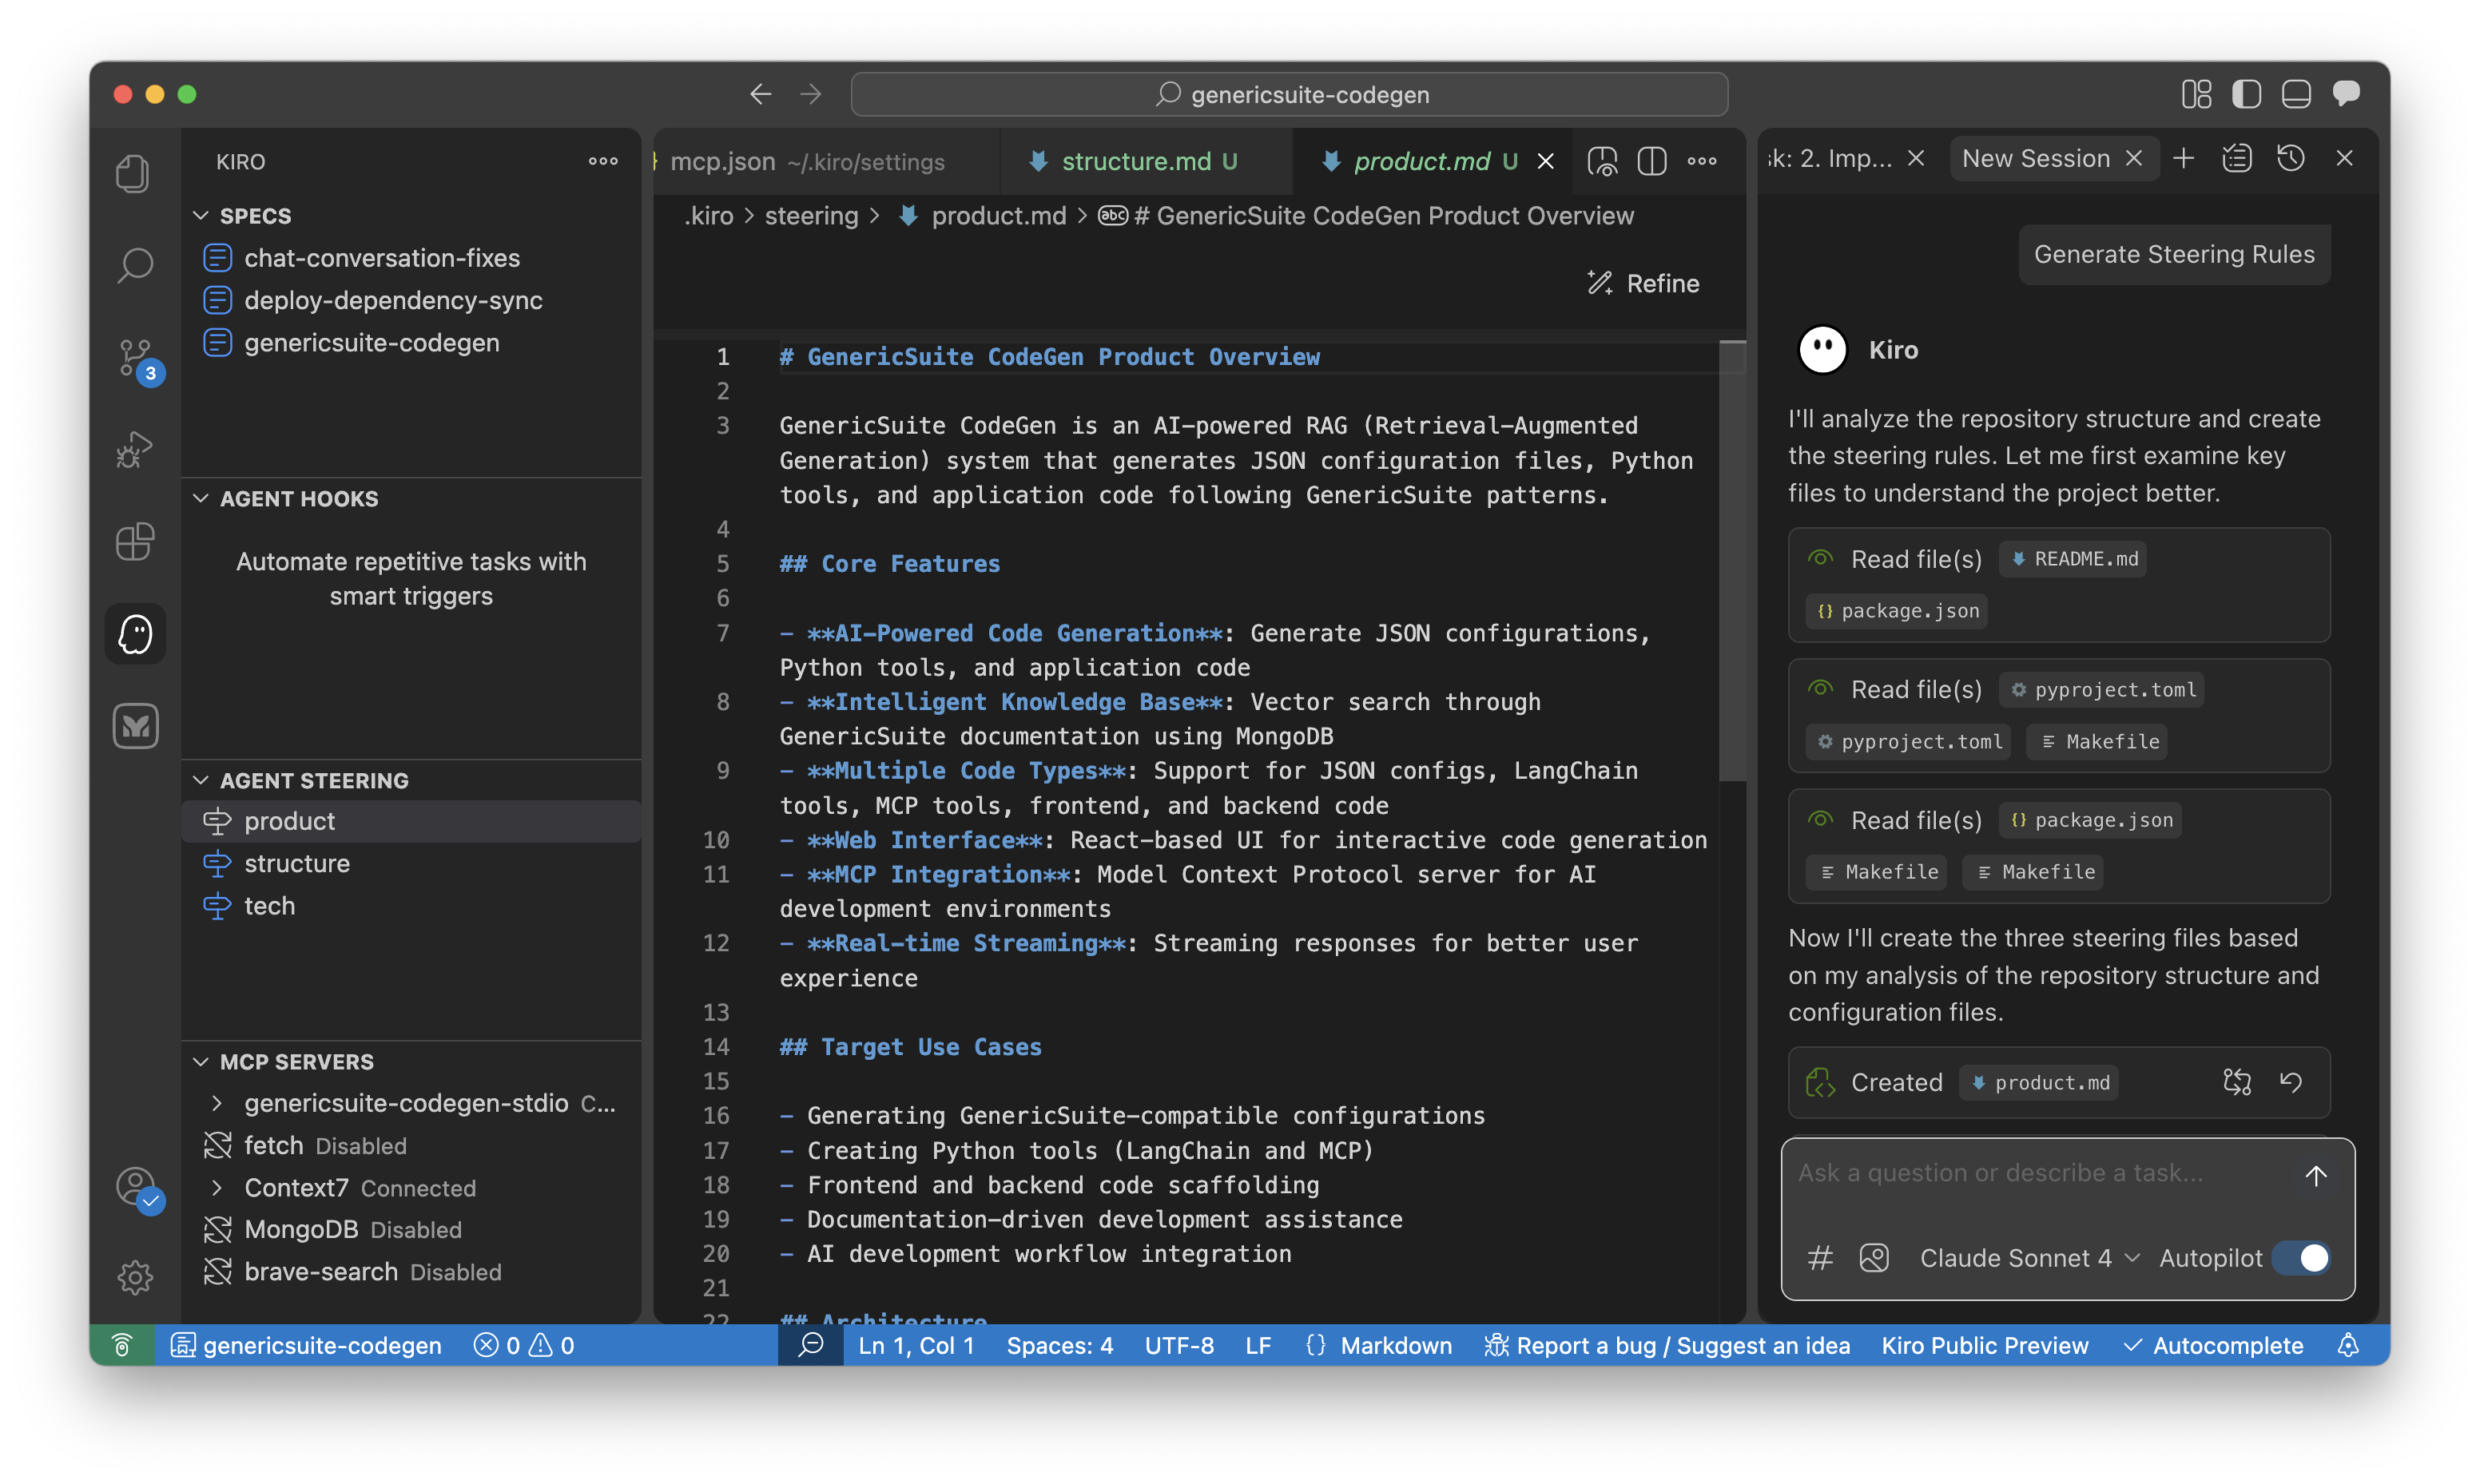 genericsuite-codegen
KIRO
SPECS
chat-conversation-fixes
deploy-dependency-sync
genericsuite-codegen
3
AGENT HOOKS
Automate repetitive tasks with
smart triggers
AGENT STEERING
product
structure
tech
MCP SERVERS
genericsuite-codegen-stdio C...
fetch Disabled
Context7 Connected
MongoDB Disabled
brave-search Disabled
mcp.json ~/.kiro/settings
structure.md U
product.md U
.kiro > steering > product.md > abc # GenericSuite CodeGen Product Overview
Refine
1 # GenericSuite CodeGen Product Overview
2
3 GenericSuite CodeGen is an AI-powered RAG (Retrieval-Augmented
Generation) system that generates JSON configuration files, Python
tools, and application code following GenericSuite patterns.
4
5 ## Core Features
6
7 - **AI-Powered Code Generation**: Generate JSON configurations,
Python tools, and application code
8 - **Intelligent Knowledge Base**: Vector search through
GenericSuite documentation using MongoDB
9 - **Multiple Code Types**: Support for JSON configs, LangChain
tools, MCP tools, frontend, and backend code
10 - **Web Interface**: React-based UI for interactive code generation
11 - **MCP Integration**: Model Context Protocol server for AI
development environments
12 - **Real-time Streaming**: Streaming responses for better user
experience
13
14 ## Target Use Cases
15
16 - Generating GenericSuite-compatible configurations
17 - Creating Python tools (LangChain and MCP)
18 - Frontend and backend code scaffolding
19 - Documentation-driven development assistance
20 - AI development workflow integration
21
22 ## Architecture
sk: 2. Imp...
New Session
Generate Steering Rules
Kiro
I'll analyze the repository structure and create
the steering rules. Let me first examine key
files to understand the project better.
Read file(s) README.md
{} package.json
Read file(s) pyproject.toml
pyproject.toml Makefile
Read file(s) {} package.json
Makefile Makefile
Now I'll create the three steering files based
on my analysis of the repository structure and
configuration files.
Created product.md
Ask a question or describe a task...
# Claude Sonnet 4 Autopilot
genericsuite-codegen 0 0 Ln 1, Col 1 Spaces: 4 UTF-8 LF {} Markdown Report a bug / Suggest an idea Kiro Public Preview Autocomplete